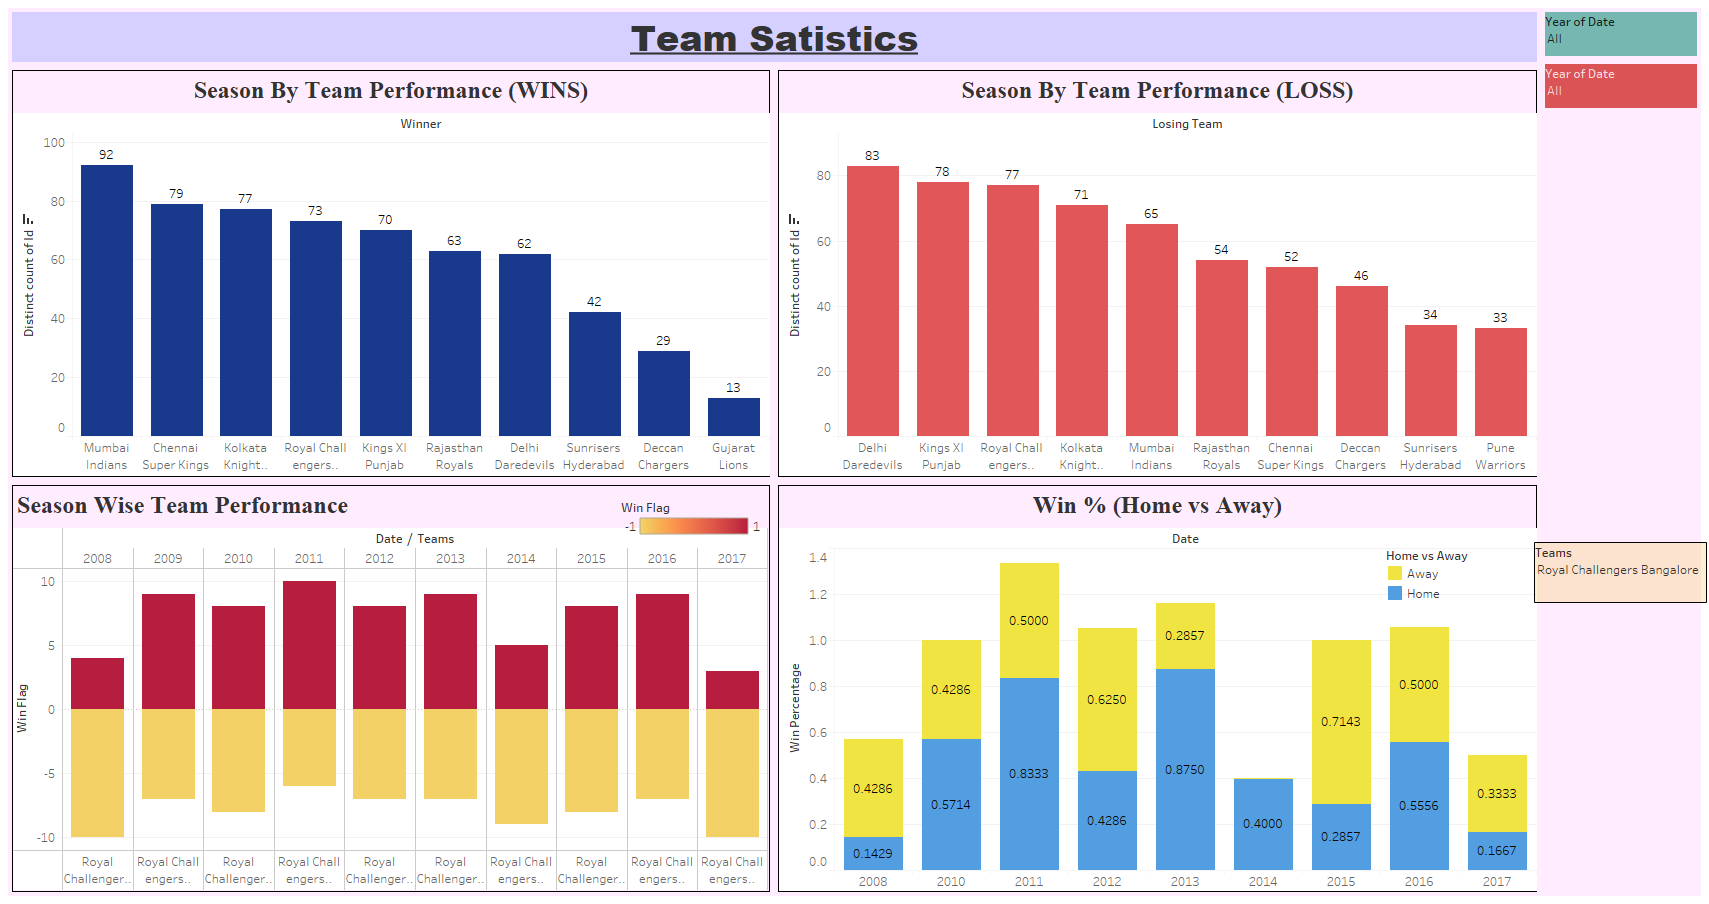 Team Satistics
Year of Date
All
Year of Date
All
Season By Team Performance (WINS)
Winner
Distinct count of Id
100
80
60
40
20
0
92
79
77
73
70
63
62
42
29
13
Mumbai Indians
Chennai Super Kings
Kolkata Knight..
Royal Chall engers..
Kings XI Punjab
Rajasthan Royals
Delhi Daredevils
Sunrisers Hyderabad
Deccan Chargers
Gujarat Lions
Season By Team Performance (LOSS)
Losing Team
Distinct count of Id
80
60
40
20
0
83
78
77
71
65
54
52
46
34
33
Delhi Daredevils
Kings XI Punjab
Royal Chall engers..
Kolkata Knight..
Mumbai Indians
Rajasthan Royals
Chennai Super Kings
Deccan Chargers
Sunrisers Hyderabad
Pune Warriors
Season Wise Team Performance
Win Flag
-1 1
Date / Teams
2008 2009 2010 2011 2012 2013 2014 2015 2016 2017
Win Flag
10
5
0
-5
-10
Royal Challenger..
Royal Chall engers..
Royal Challenger..
Royal Chall engers..
Royal Challenger..
Royal Challenger..
Royal Chall engers..
Royal Challenger..
Royal Chall engers..
Royal Chall engers..
Win % (Home vs Away)
Date
Home vs Away
Away
Home
Win Percentage
1.4
1.2
1.0
0.8
0.6
0.4
0.2
0.0
0.4286
0.1429
0.4286
0.5714
0.5000
0.8333
0.6250
0.4286
0.2857
0.8750
0.4000
0.7143
0.2857
0.5000
0.5556
0.3333
0.1667
2008 2010 2011 2012 2013 2014 2015 2016 2017
Teams
Royal Challengers Bangalore